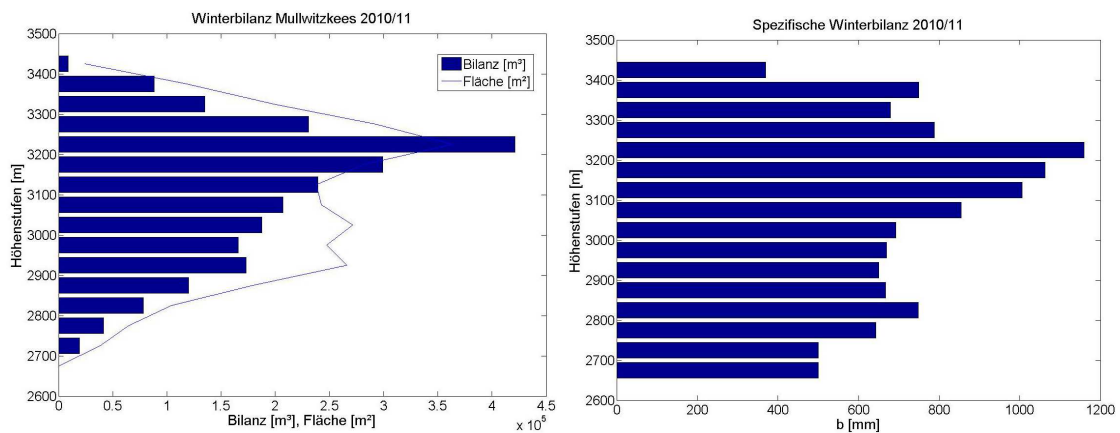 Winterbilanz Mullwitzkees 2010/11
3500
3400
3300
3200
3100
3000
2900
2800
2700
2600
Höhenstufen [m]
Bilanz [m³]
Fläche [m²]
0 0.5 1 1.5 2 2.5 3 3.5 4 4.5
x 10⁵
Bilanz [m³], Fläche [m²]
Spezifische Winterbilanz 2010/11
3500
3400
3300
3200
3100
3000
2900
2800
2700
2600
Höhenstufen [m]
0 200 400 600 800 1000 1200
b [mm]